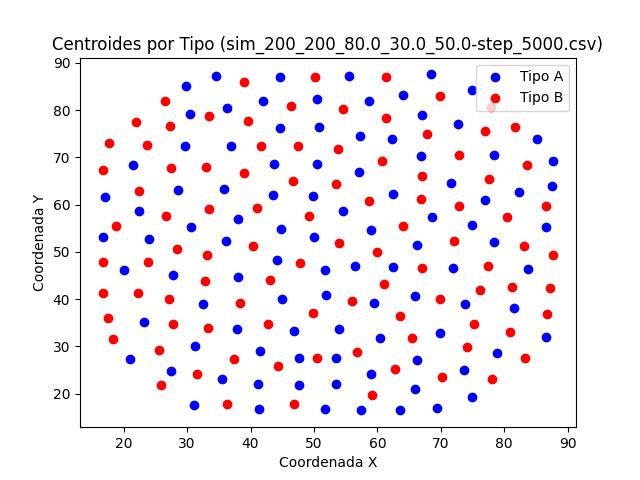 Centroides por Tipo (sim_200_200_80.0_30.0_50.0-step_5000.csv)
Tipo A
Tipo B
Coordenada Y
90
80
70
60
50
40
30
20
20 30 40 50 60 70 80 90
Coordenada X